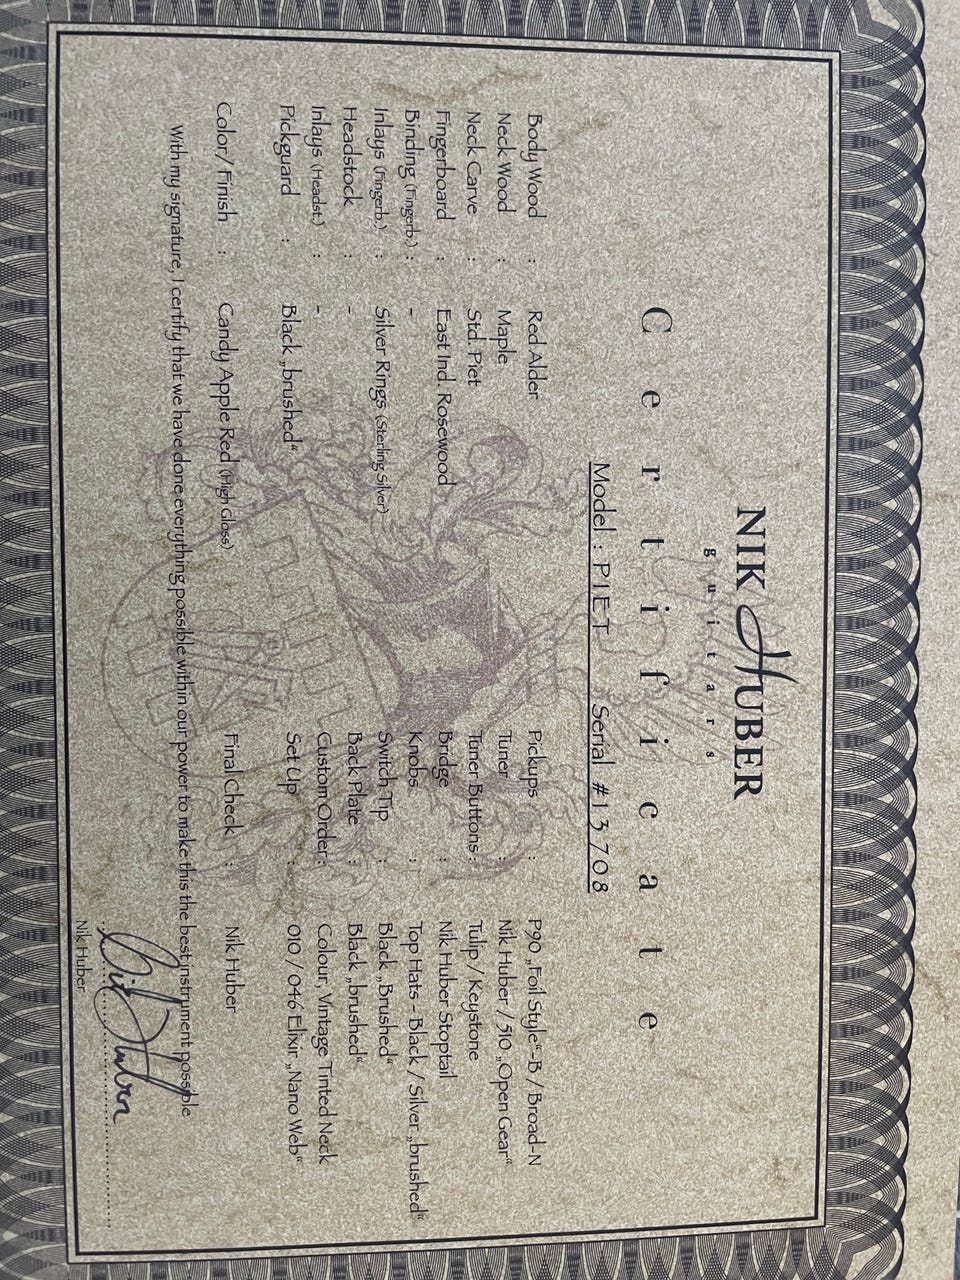 NIK HUBER
guitars
Certificate
Model : PIET Serial #13708
Body Wood : Red Alder
Neck Wood : Maple
Neck Carve : Std. Piet
Fingerboard : East Ind. Rosewood
Binding (Fingerb.) : -
Inlays (Fingerb.) : Silver Rings (Sterling Silver)
Headstock : -
Inlays (Headst.) : -
Pickguard : Black „brushed“
Color / Finish : Candy Apple Red (High Gloss)
Pickups : P90 „Foil Style“-B / Broad-N
Tuner : Nik Huber / 510 „Open Gear“
Tuner Buttons : Tulip / Keystone
Bridge : Nik Huber Stoptail
Knobs : Top Hats - Black / Silver „brushed“
Switch Tip : Black „Brushed“
Back Plate : Black „brushed“
Custom Order : Colour, Vintage Tinted Neck
Set Up : 010 / 046 Elixir „Nano Web“
Final Check : Nik Huber
With my signature, I certify that we have done everything possible within our power to make this the best instrument possible
Nik Huber
Nik Huber